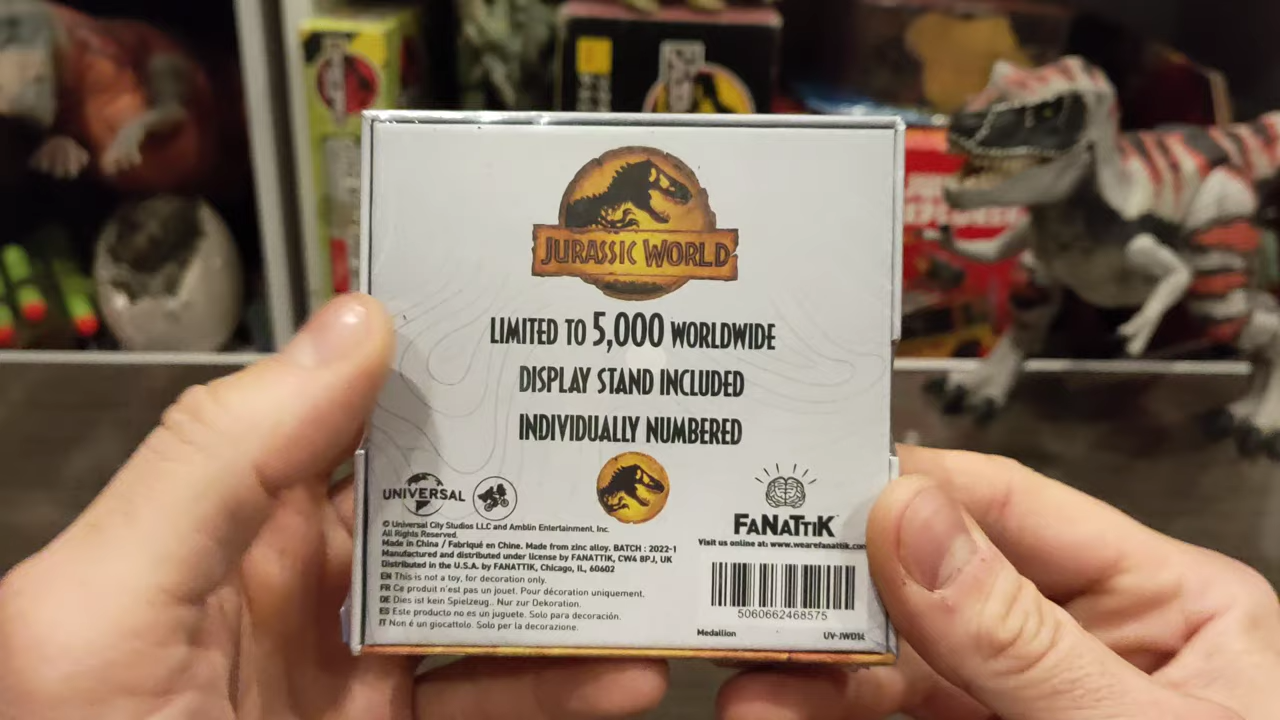 JURASSIC WORLD
LIMITED TO 5,000 WORLDWIDE
DISPLAY STAND INCLUDED
INDIVIDUALLY NUMBERED
UNIVERSAL
FANATTIK
© Universal City Studios LLC and Amblin Entertainment, Inc.
All Rights Reserved.
Made in China / Fabriqué en Chine. Made from zinc alloy. BATCH : 2022-1
Manufactured and distributed under license by FANATTIK, CW4 8PJ, UK
Distributed in the U.S.A. by FANATTIK, Chicago, IL, 60602
EN This is not a toy, for decoration only.
FR Ce produit n'est pas un jouet. Pour décoration uniquement.
DE Dies ist kein Spielzeug.. Nur zur Dekoration.
ES Este producto no es un juguete. Solo para decoración.
IT Non é un giocattolo. Solo per la decorazione.
Visit us online at: www.wearefanattik.com
5060662468575
Medallion
UV-JWD14